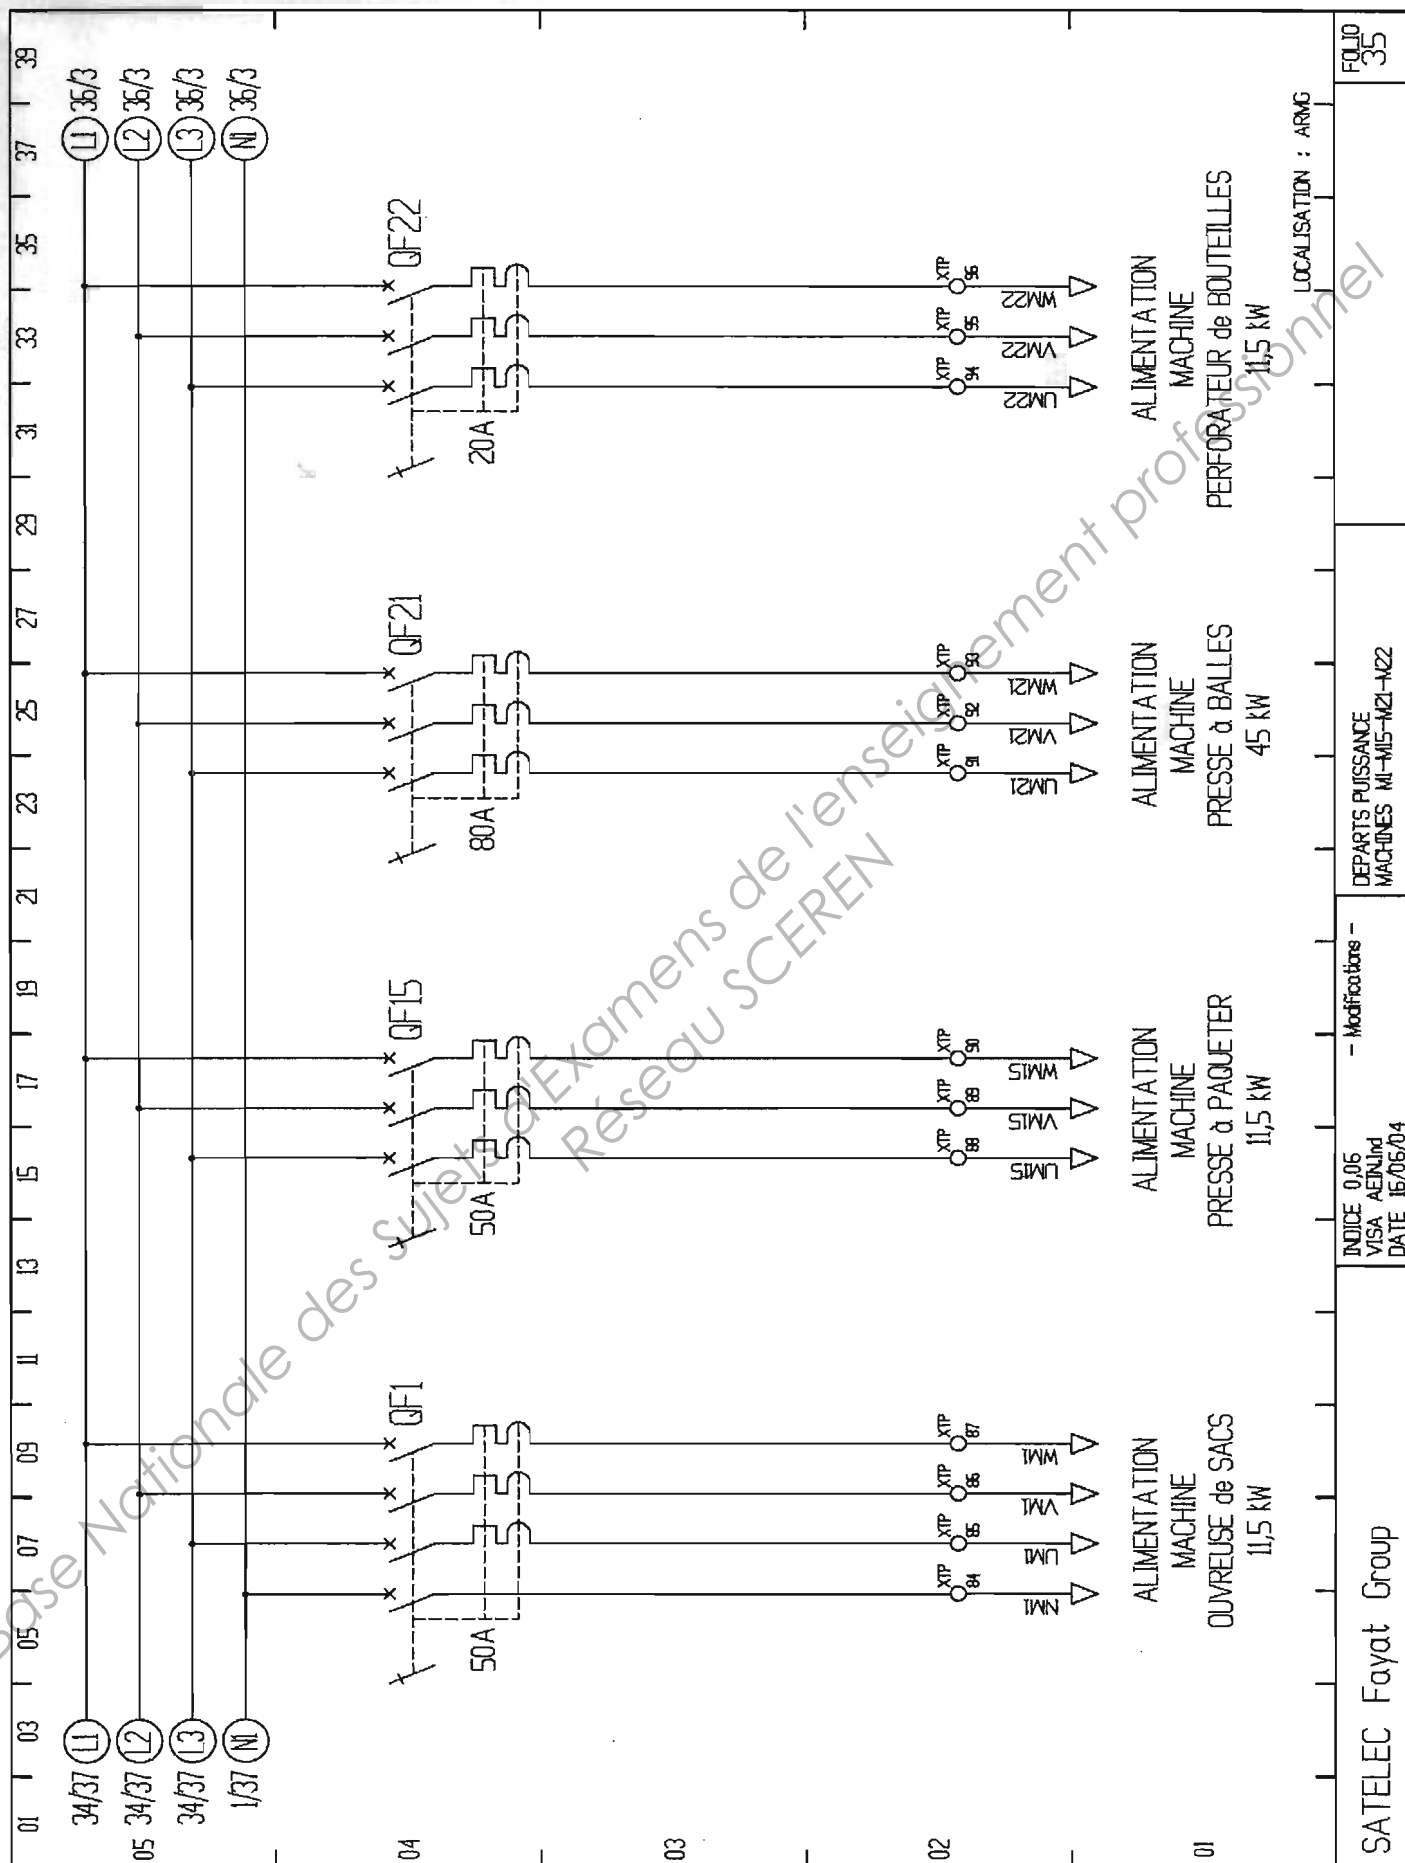 01 03 05 07 09 11 13 15 17 19 21 23 25 27 29 31 33 35 37 39
34/37 L1
L1 36/3
34/37 L2
L2 36/3
34/37 L3
L3 36/3
1/37 N1
N1 36/3
05
04
03
02
01
QF1
50A
QF15
50A
QF21
80A
QF22
20A
XTP 84
XTP 85
XTP 86
XTP 87
XTP 88
XTP 89
XTP 90
XTP 91
XTP 92
XTP 93
XTP 94
XTP 95
XTP 96
NM1
UM1
VM1
WM1
UM15
VM15
WM15
UM21
VM21
WM21
UM22
VM22
WM22
ALIMENTATION
MACHINE
OUVREUSE de SACS
11,5 KW
ALIMENTATION
MACHINE
PRESSE à PAQUETER
11,5 KW
ALIMENTATION
MACHINE
PRESSE à BALLES
45 KW
ALIMENTATION
MACHINE
PERFORATEUR de BOUTEILLES
11,5 KW
LOCALISATION : ARMG
SATELEC Fayat Group
INDICE 0,06
VISA AEIN.Ind
DATE 16/06/04
- Modifications -
DEPARTS PUISSANCE
MACHINES M1-M15-M21-M22
FOLIO
35
Base Nationale des Sujets d'Examens de l'enseignement professionnel
Réseau SCEREN